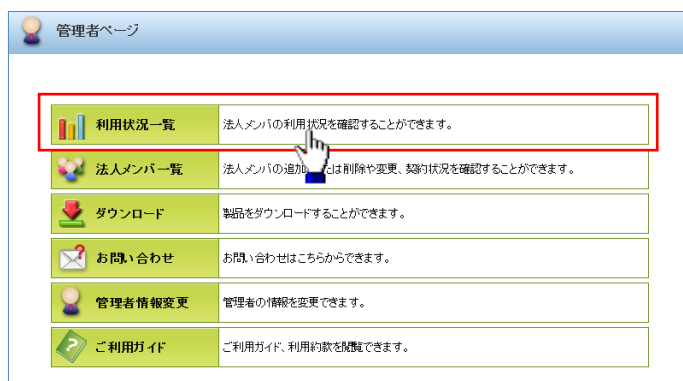 管理者ページ
利用状況一覧 法人メンバの利用状況を確認することができます。
法人メンバ一覧 法人メンバの追加 たは削除や変更、契約状況を確認することができます。
ダウンロード 製品をダウンロードすることができます。
お問い合わせ お問い合わせはこちらからできます。
管理者情報変更 管理者の情報を変更できます。
ご利用ガイド ご利用ガイド、利用約款を閲覧できます。